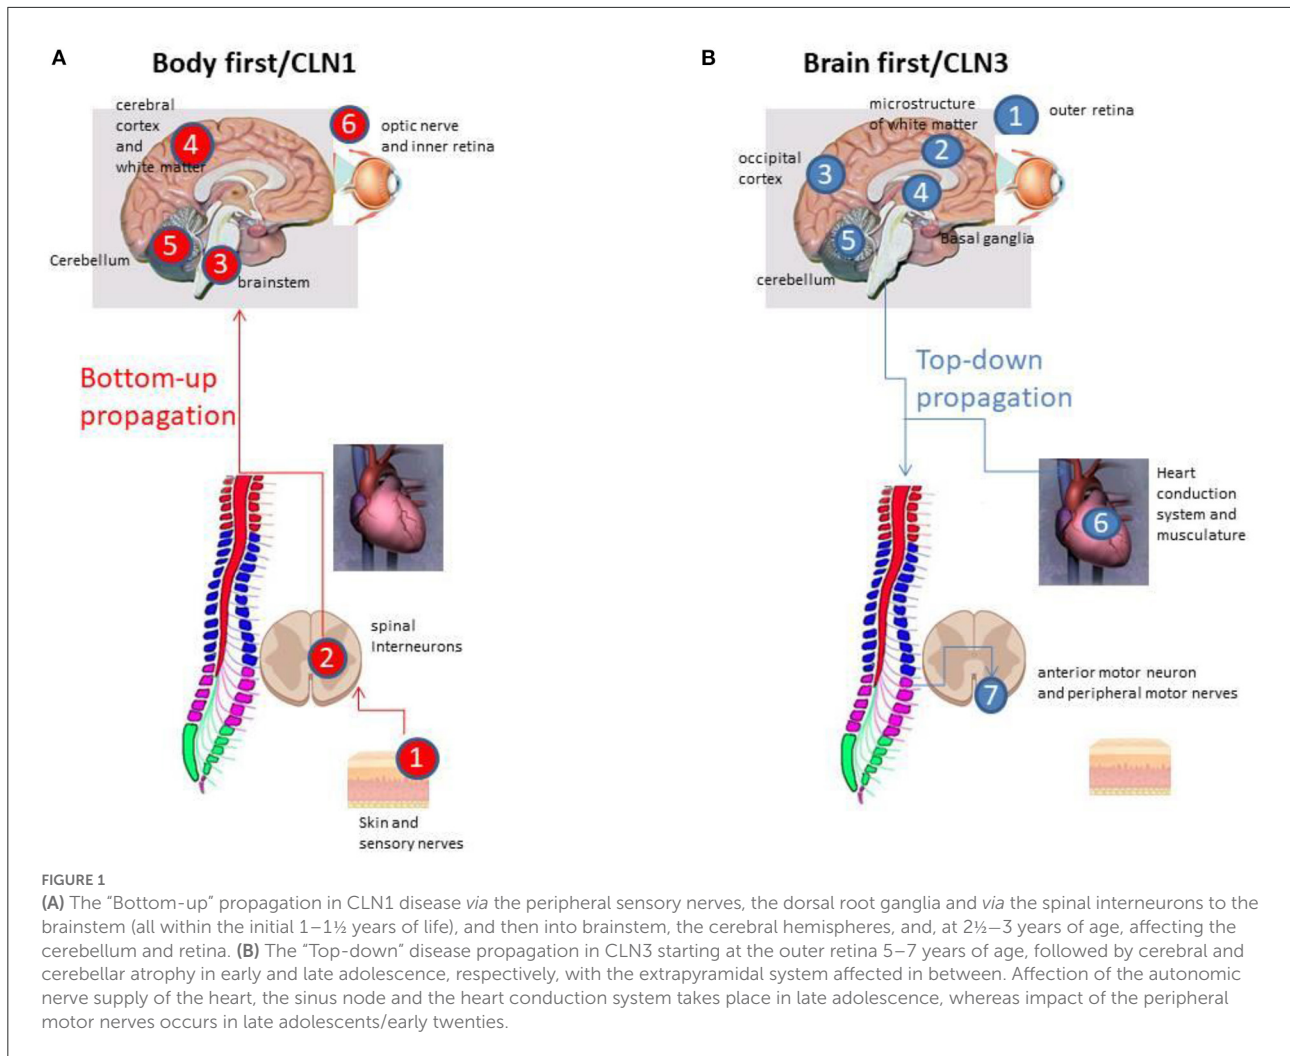 A
Body first/CLN1
cerebral
cortex
and
white matter
4
6
optic nerve
and inner retina
5
Cerebellum
3
brainstem
Bottom-up
propagation
2
spinal
Interneurons
1
Skin and
sensory nerves
B
Brain first/CLN3
microstructure
of white matter
1
outer retina
2
occipital
cortex
3
4
5
Basal ganglia
cerebellum
Top-down
propagation
Heart
conduction
system and
musculature
6
anterior motor neuron
and peripheral motor nerves
7
FIGURE 1
(A) The "Bottom-up" propagation in CLN1 disease via the peripheral sensory nerves, the dorsal root ganglia and via the spinal interneurons to the
brainstem (all within the initial 1–1½ years of life), and then into brainstem, the cerebral hemispheres, and, at 2½—3 years of age, affecting the
cerebellum and retina. (B) The "Top-down" disease propagation in CLN3 starting at the outer retina 5–7 years of age, followed by cerebral and
cerebellar atrophy in early and late adolescence, respectively, with the extrapyramidal system affected in between. Affection of the autonomic
nerve supply of the heart, the sinus node and the heart conduction system takes place in late adolescence, whereas impact of the peripheral
motor nerves occurs in late adolescents/early twenties.